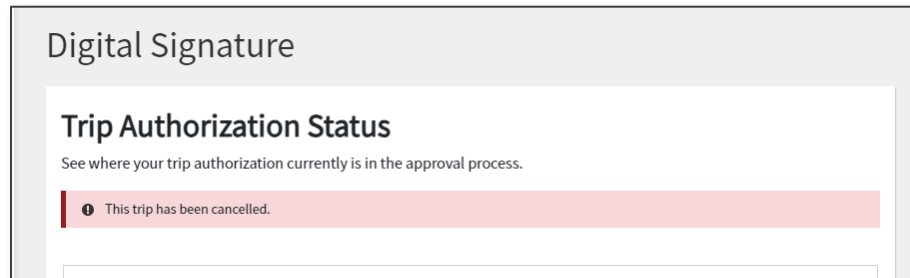 Digital Signature
Trip Authorization Status
See where your trip authorization currently is in the approval process.
This trip has been cancelled.